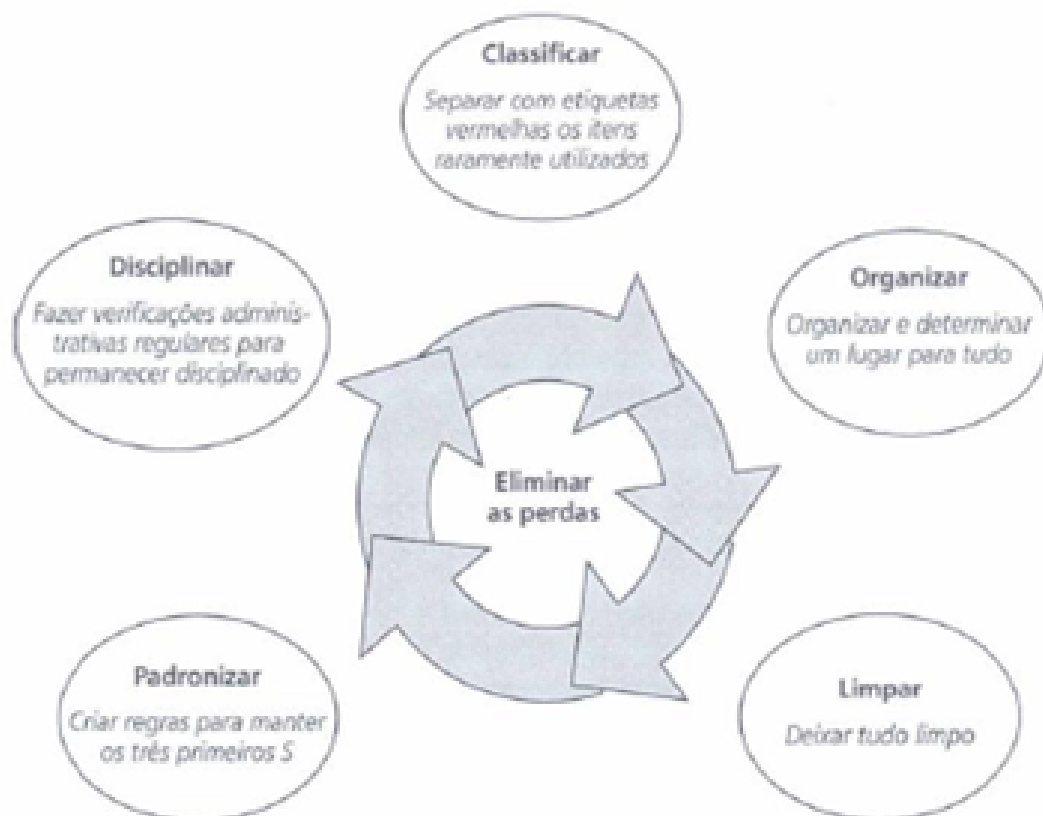 Classificar
Separar com etiquetas
vermelhas os itens
raramente utilizados
Disciplinar
Fazer verificações adminis-
trativas regulares para
permanecer disciplinado
Organizar
Organizar e determinar
um lugar para tudo
Eliminar
as perdas
Padronizar
Criar regras para manter
os três primeiros S
Limpar
Deixar tudo limpo